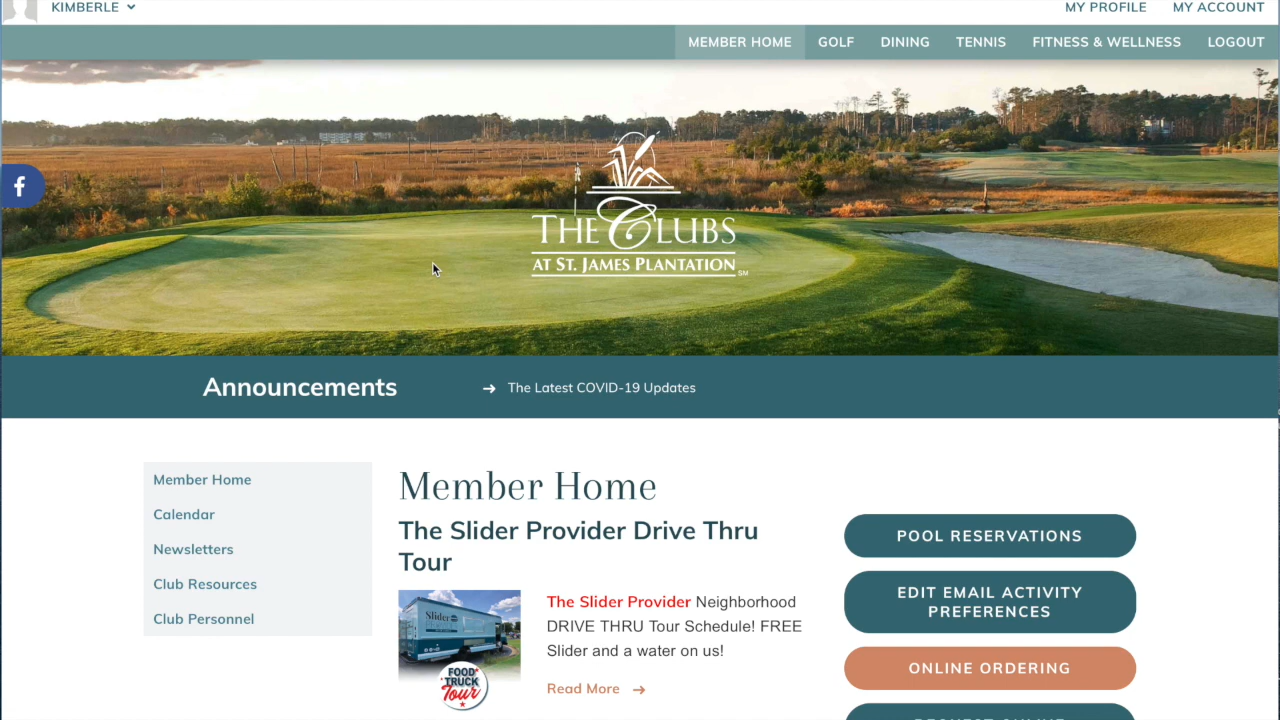 KIMBERLE
MY PROFILE
MY ACCOUNT
MEMBER HOME
GOLF
DINING
TENNIS
FITNESS & WELLNESS
LOGOUT
f
THE CLUBS
AT ST. JAMES PLANTATION SM
Announcements
The Latest COVID-19 Updates
Member Home
Calendar
Newsletters
Club Resources
Club Personnel
Member Home
The Slider Provider Drive Thru
Tour
Slider
FOOD
TRUCK
Tour
The Slider Provider Neighborhood
DRIVE THRU Tour Schedule! FREE
Slider and a water on us!
Read More
POOL RESERVATIONS
EDIT EMAIL ACTIVITY
PREFERENCES
ONLINE ORDERING